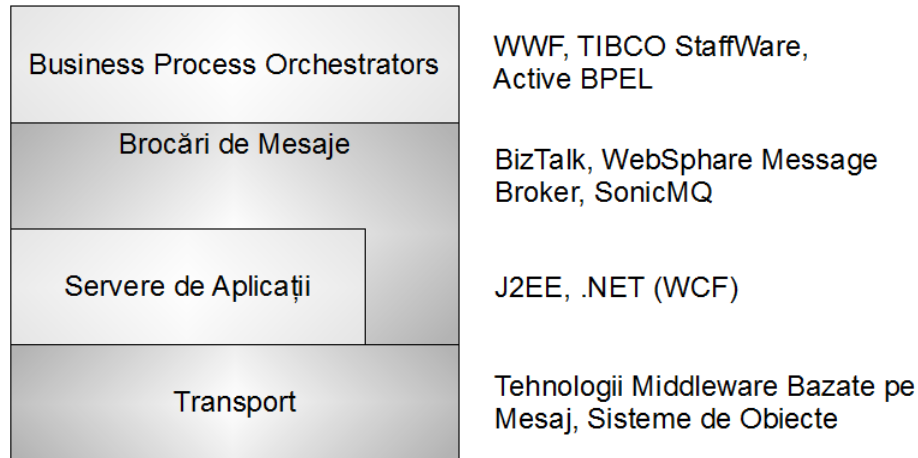 Business Process Orchestrators
WWF, TIBCO StaffWare,
Active BPEL
Brocări de Mesaje
BizTalk, WebSphare Message
Broker, SonicMQ
Servere de Aplicații
J2EE, .NET (WCF)
Transport
Tehnologii Middleware Bazate pe
Mesaj, Sisteme de Obiecte